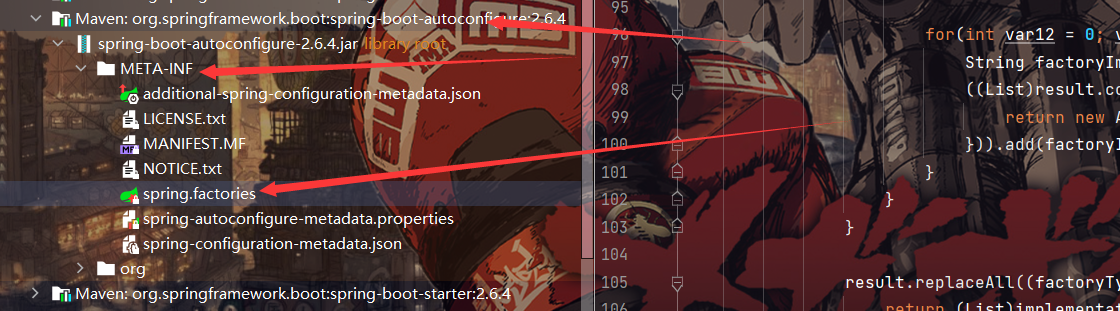 Maven: org.springframework.boot:spring-boot-autoconfigure:2.6.4
spring-boot-autoconfigure-2.6.4.jar library root
META-INF
additional-spring-configuration-metadata.json
LICENSE.txt
MANIFEST.MF
NOTICE.txt
spring.factories
spring-autoconfigure-metadata.properties
spring-configuration-metadata.json
org
Maven: org.springframework.boot:spring-boot-starter:2.6.4
95
96 for(int var12 = 0;
97 String factoryIm
98 ((List)result.co
99 return new A
100 })).add(factoryI
101 }
102 }
103 }
104
105 result.replaceAll((factoryTy
106 return (List)implementa